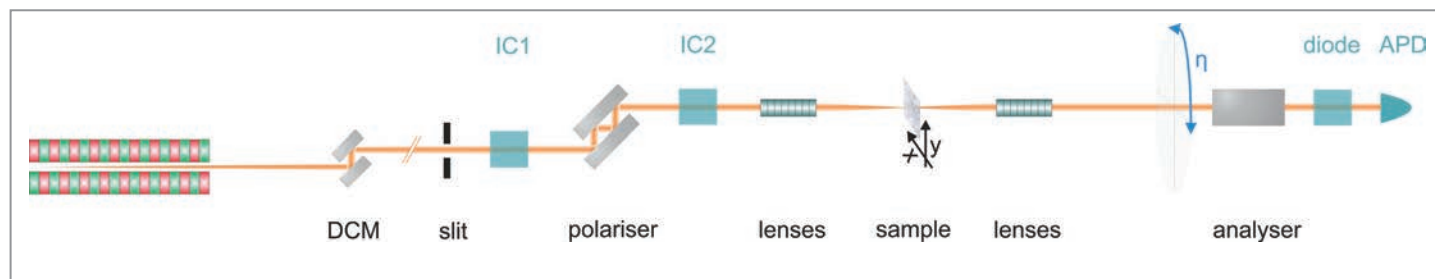 IC1
IC2
diode
APD
η
x
y
DCM
slit
polariser
lenses
sample
lenses
analyser